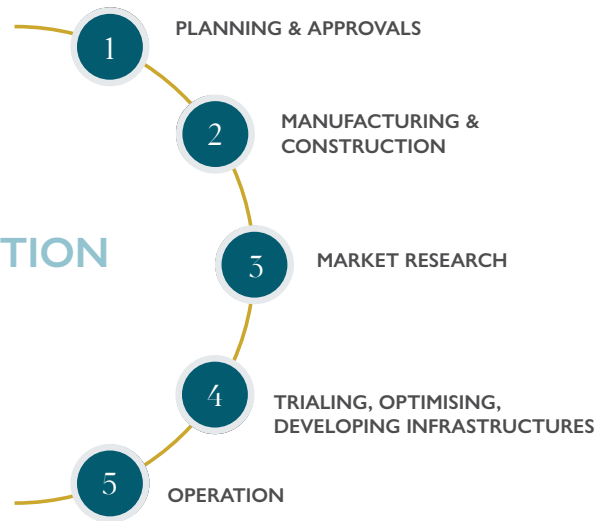 1
PLANNING & APPROVALS
2
MANUFACTURING &
CONSTRUCTION
TION
3
MARKET RESEARCH
4
TRIALING, OPTIMISING,
DEVELOPING INFRASTRUCTURES
5
OPERATION